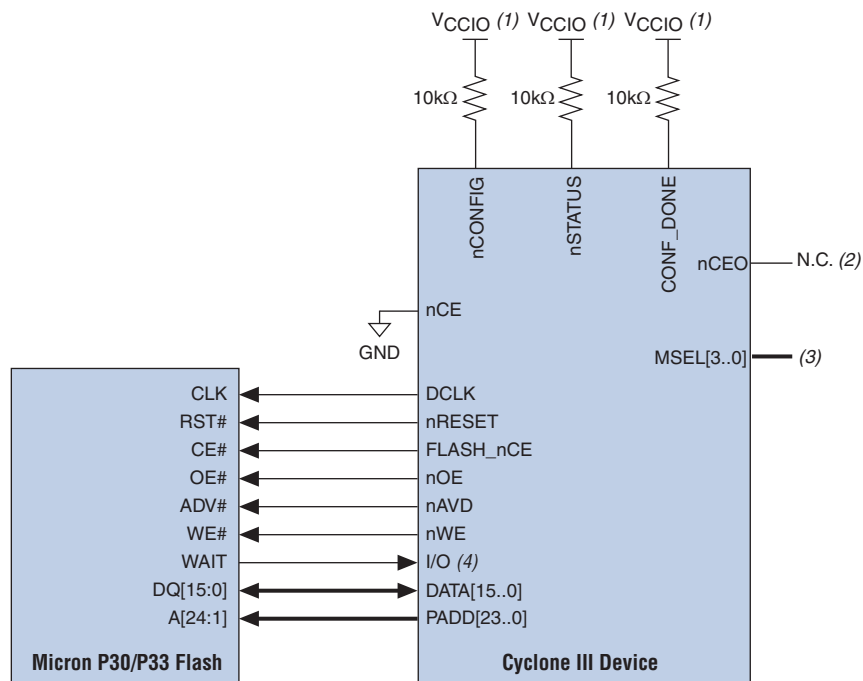 VCCIO (1) VCCIO (1) VCCIO (1)
10kΩ 10kΩ 10kΩ
nCONFIG
nSTATUS
CONF_DONE
nCEO N.C. (2)
nCE
GND
MSEL[3..0] (3)
CLK DCLK
RST# nRESET
CE# FLASH_nCE
OE# nOE
ADV# nAVD
WE# nWE
WAIT I/O (4)
DQ[15:0] DATA[15..0]
A[24:1] PADD[23..0]
Micron P30/P33 Flash Cyclone III Device